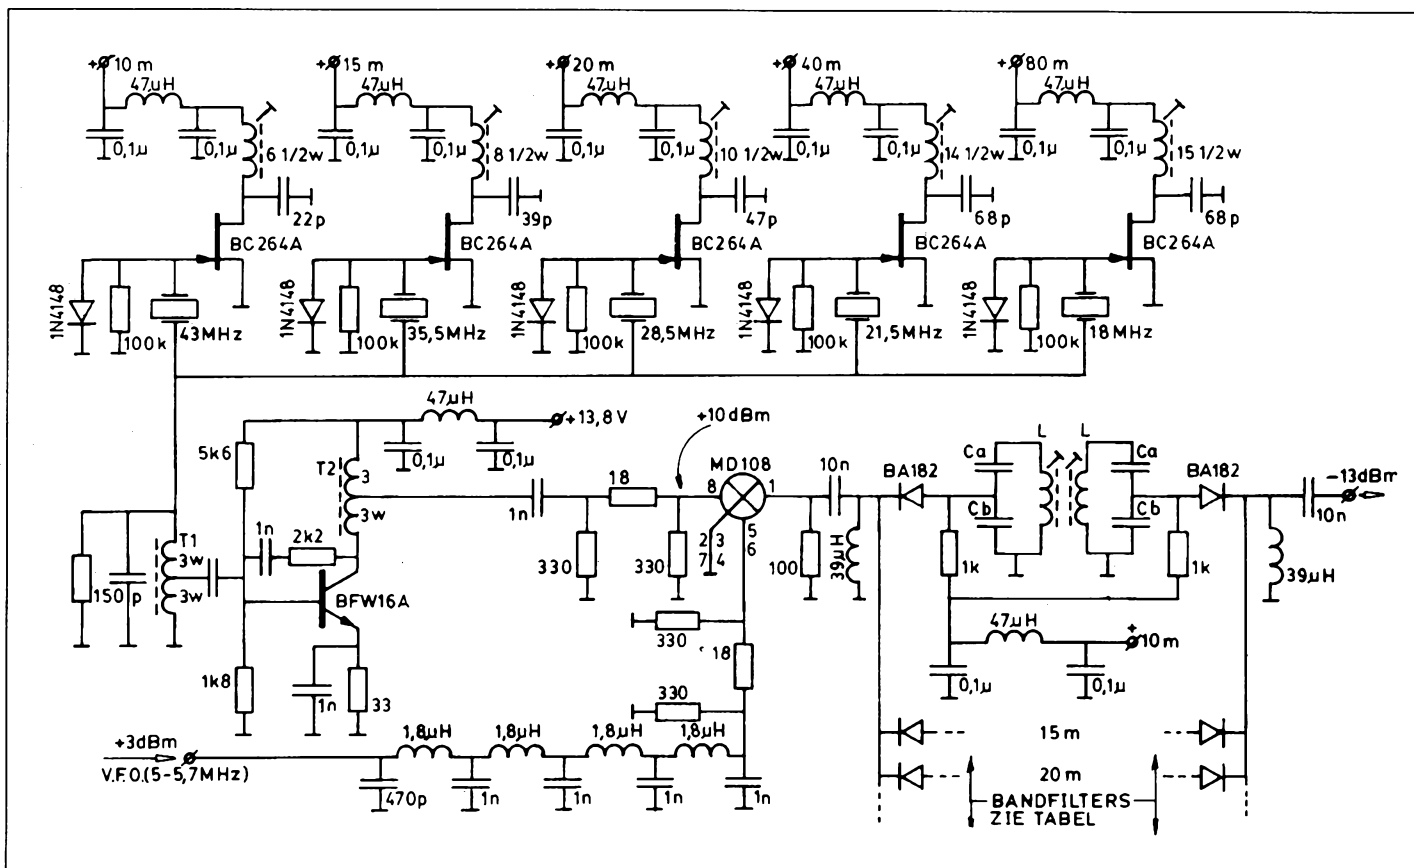 + 10 m
47µH
0,1µ
0,1µ
6 1/2w
22p
BC264A
1N4148
100k
43MHz
+ 15 m
47µH
0,1µ
0,1µ
8 1/2w
39p
BC264A
1N4148
100k
35,5MHz
+ 20 m
47µH
0,1µ
0,1µ
10 1/2w
47p
BC264A
1N4148
100k
28,5MHz
+ 40 m
47µH
0,1µ
0,1µ
14 1/2w
68p
BC264A
1N4148
100k
21,5MHz
+ 80 m
47µH
0,1µ
0,1µ
15 1/2w
68p
BC264A
1N4148
100k
18MHz
47µH
+13,8V
0,1µ
0,1µ
5k6
T2
3
3w
1n
2k2
T1
3w
3w
150p
BFW16A
1k8
1n
33
1n
18
330
330
+10dBm
MD108
8
1
2 3
7 4
5
6
10n
100
39µH
BA182
Ca
Cb
L
L
Ca
Cb
BA182
1k
1k
10n
-13dBm
39µH
47µH
+
10m
0,1µ
0,1µ
330
18
330
+3dBm
V.F.O.(5-5,7MHz)
1,8µH
1,8µH
1,8µH
1,8µH
470p
1n
1n
1n
1n
15 m
20 m
BANDFILTERS
ZIE TABEL